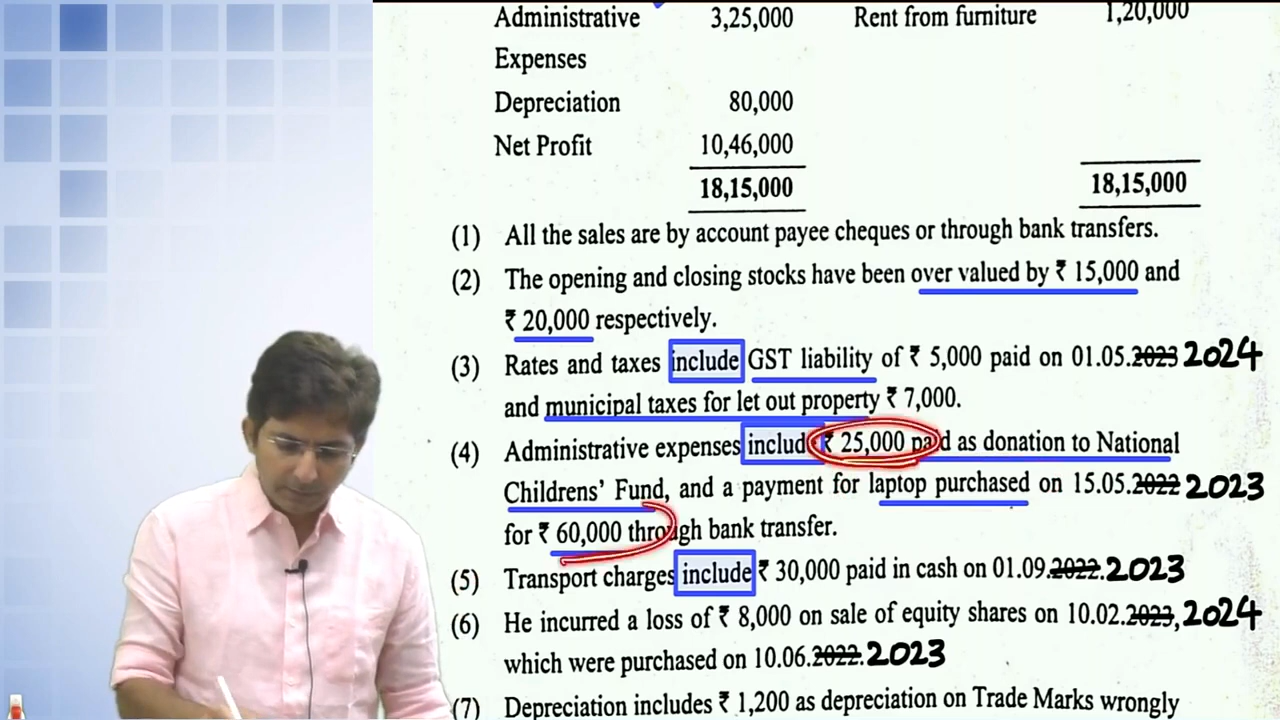 Administrative 3,25,000 Rent from furniture 1,20,000
Expenses
Depreciation 80,000
Net Profit 10,46,000
18,15,000 18,15,000
(1) All the sales are by account payee cheques or through bank transfers.
(2) The opening and closing stocks have been over valued by ₹ 15,000 and
₹ 20,000 respectively.
(3) Rates and taxes include GST liability of ₹ 5,000 paid on 01.05.2023 2024
and municipal taxes for let out property ₹ 7,000.
(4) Administrative expenses include ₹ 25,000 paid as donation to National
Childrens' Fund, and a payment for laptop purchased on 15.05.2022 2023
for ₹ 60,000 through bank transfer.
(5) Transport charges include ₹ 30,000 paid in cash on 01.09.2022. 2023
(6) He incurred a loss of ₹ 8,000 on sale of equity shares on 10.02.2023, 2024
which were purchased on 10.06.2022. 2023
(7) Depreciation includes ₹ 1,200 as depreciation on Trade Marks wrongly